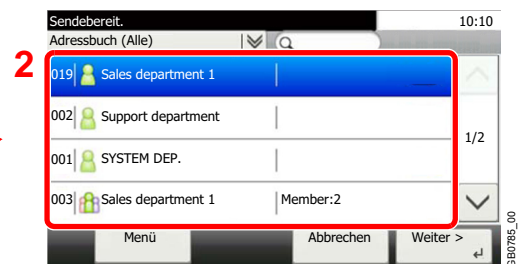 Sendebereit. 10:10
Adressbuch (Alle)
2
019 Sales department 1
002 Support department
1/2
001 SYSTEM DEP.
003 Sales department 1 Member:2
Menü Abbrechen Weiter >
GB0785_00